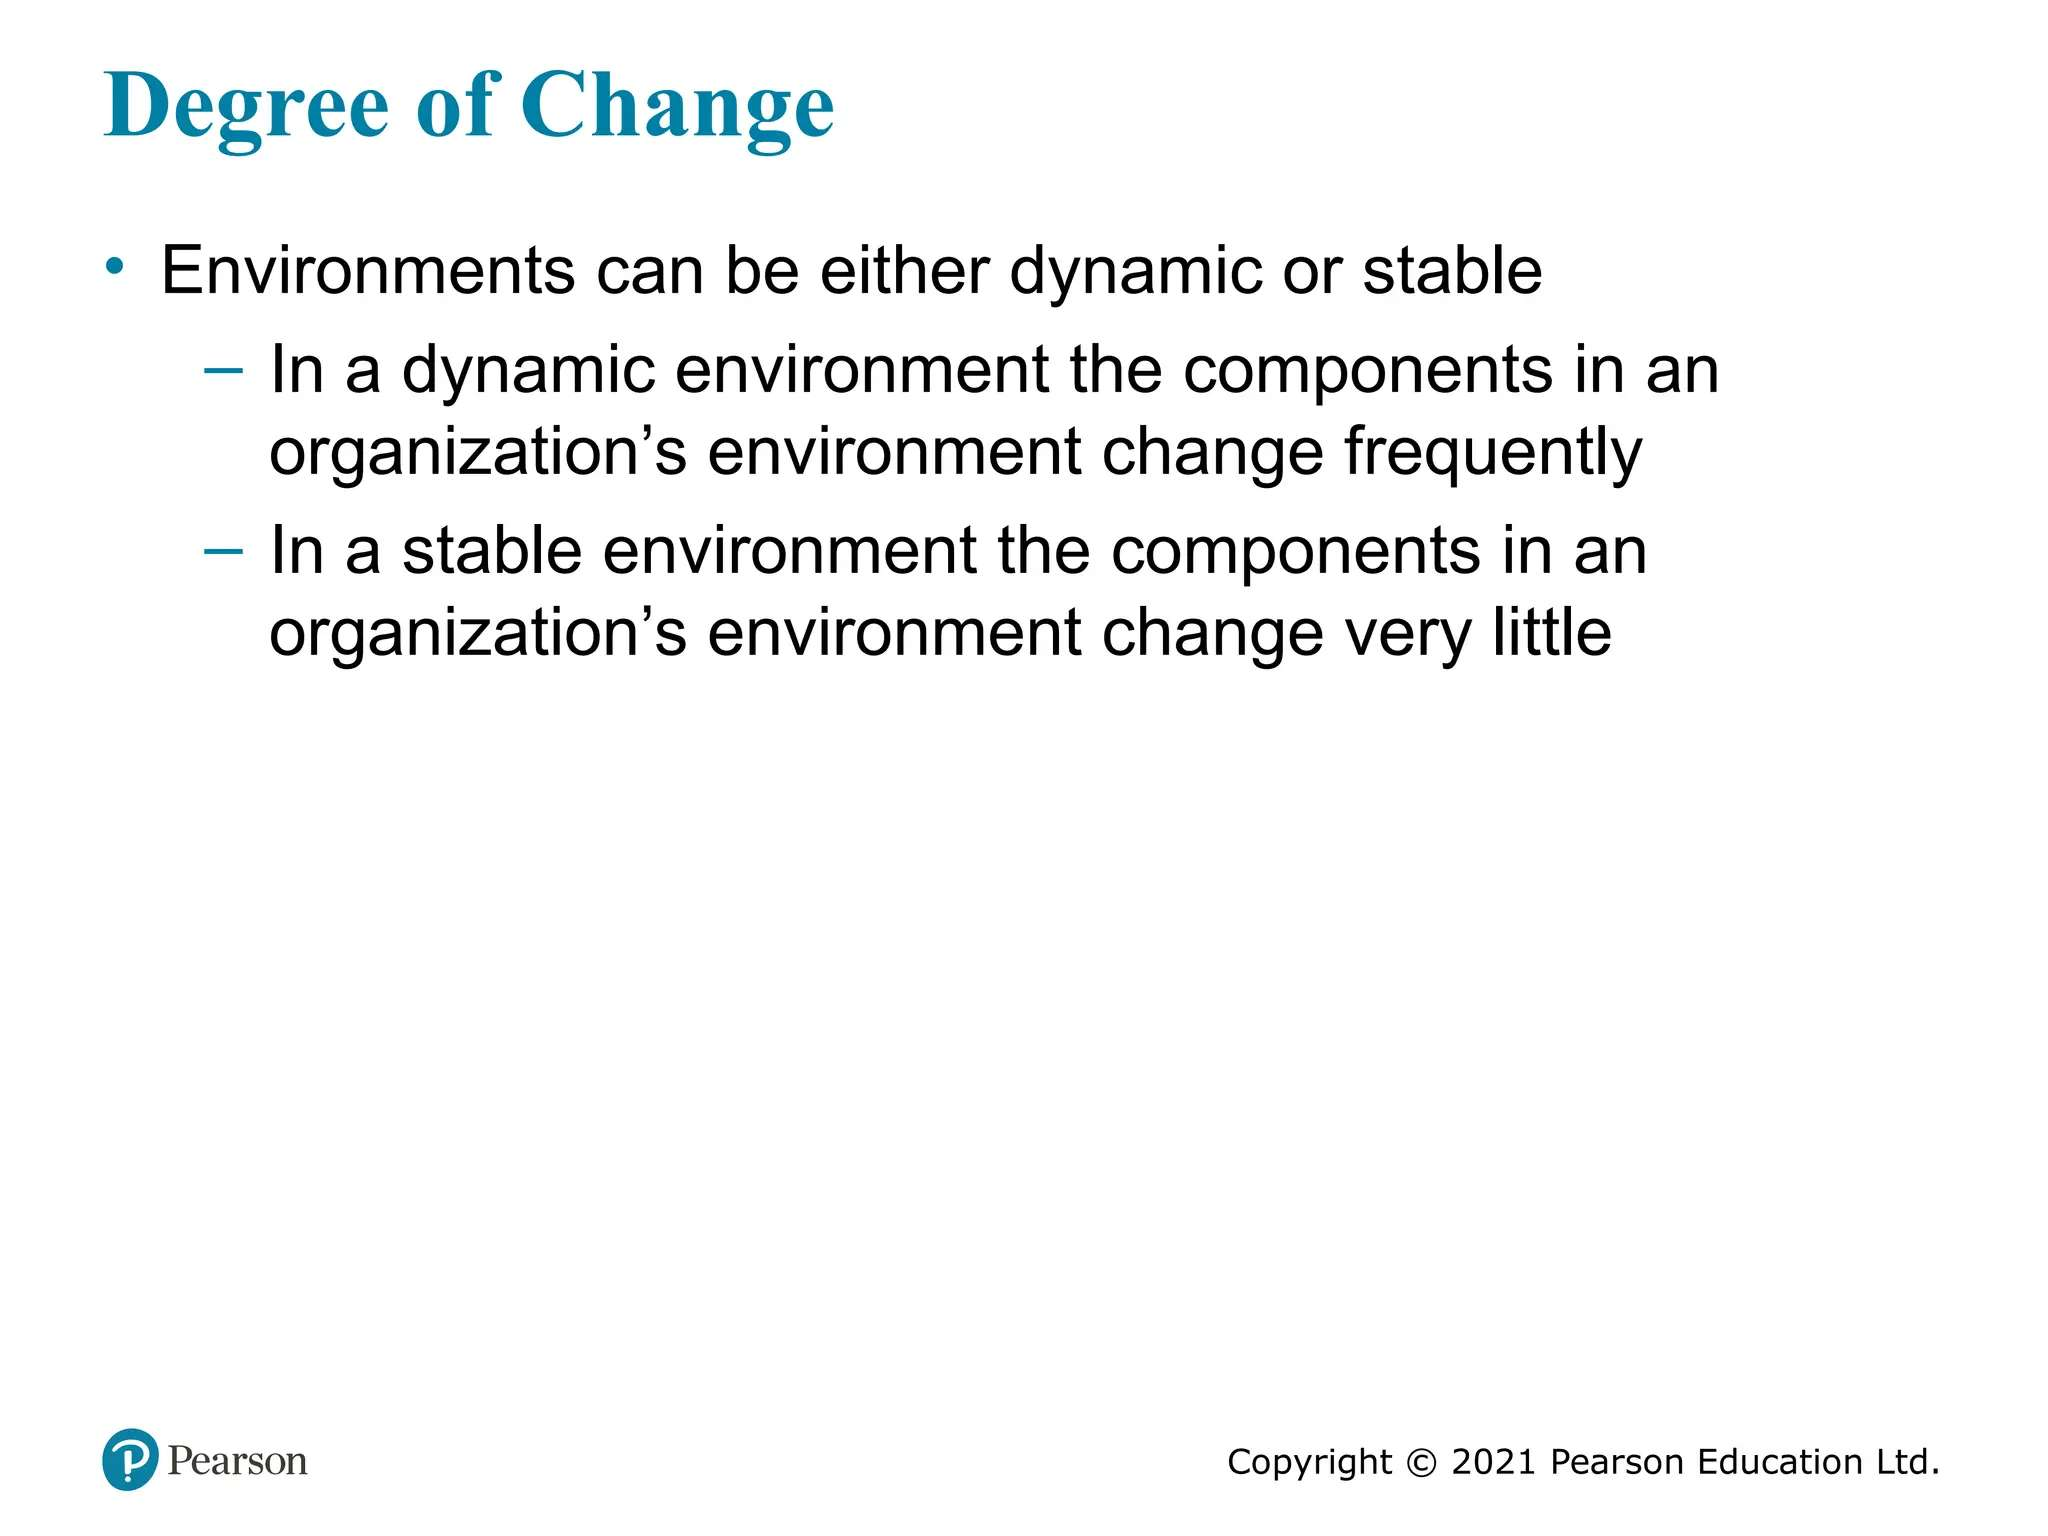 Degree of Change
• Environments can be either dynamic or stable
– In a dynamic environment the components in an
organization’s environment change frequently
– In a stable environment the components in an
organization’s environment change very little
Pearson
Copyright © 2021 Pearson Education Ltd.